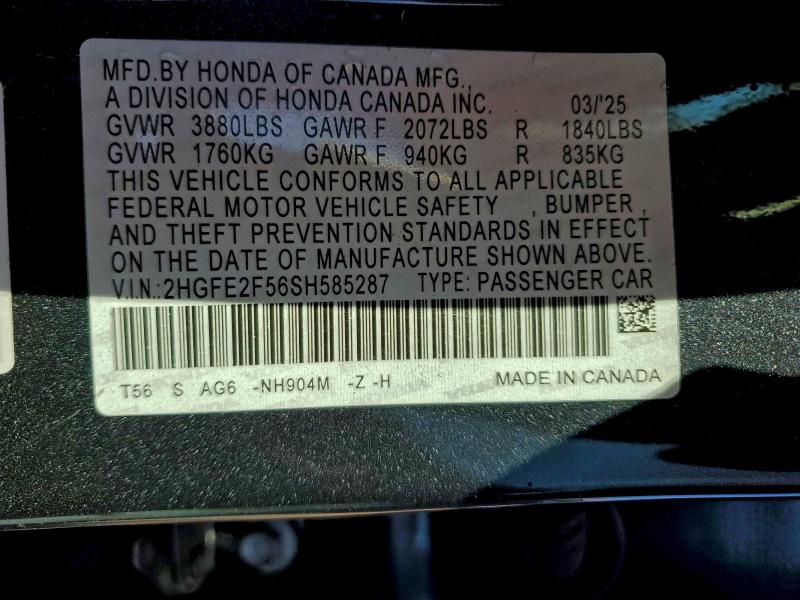 MFD.BY HONDA OF CANADA MFG.,
A DIVISION OF HONDA CANADA INC. 03/'25
GVWR 3880LBS GAWR F 2072LBS R 1840LBS
GVWR 1760KG GAWR F 940KG R 835KG
THIS VEHICLE CONFORMS TO ALL APPLICABLE
FEDERAL MOTOR VEHICLE SAFETY , BUMPER ,
AND THEFT PREVENTION STANDARDS IN EFFECT
ON THE DATE OF MANUFACTURE SHOWN ABOVE.
V.I.N.: 2HGFE2F56SH585287 TYPE: PASSENGER CAR
T56 S AG6 -NH904M -Z -H MADE IN CANADA